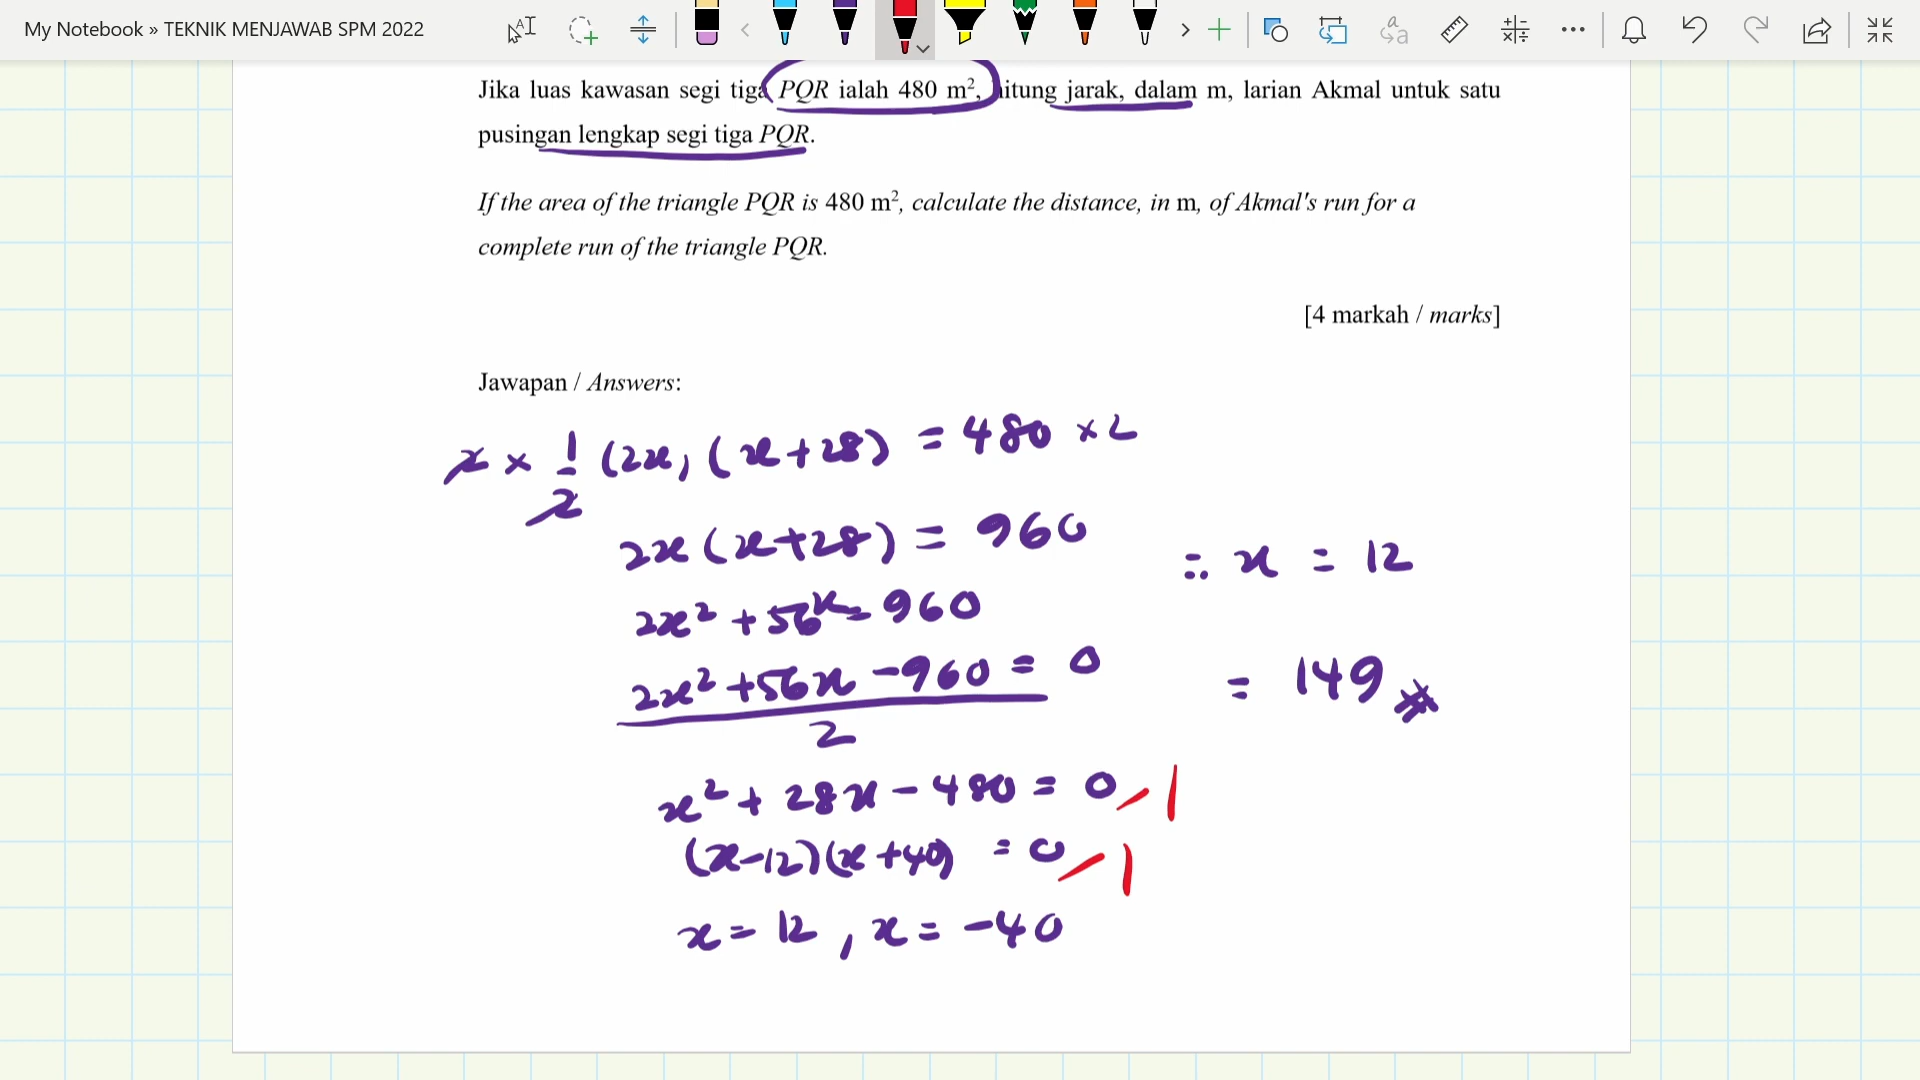 My Notebook » TEKNIK MENJAWAB SPM 2022
Jika luas kawasan segi tiga PQR ialah 480 m², hitung jarak, dalam m, larian Akmal untuk satu
pusingan lengkap segi tiga PQR.
If the area of the triangle PQR is 480 m², calculate the distance, in m, of Akmal's run for a
complete run of the triangle PQR.
[4 markah / marks]
Jawapan / Answers:
2 × 1/2 (2x) (x+28) = 480 × 2
2x(x+28) = 960
2x² + 56x = 960
2x² + 56x - 960 = 0
2
x² + 28x - 480 = 0 / 1
(x-12)(x+40) = 0 / 1
x = 12 , x = -40
∴ x = 12
= 149 #